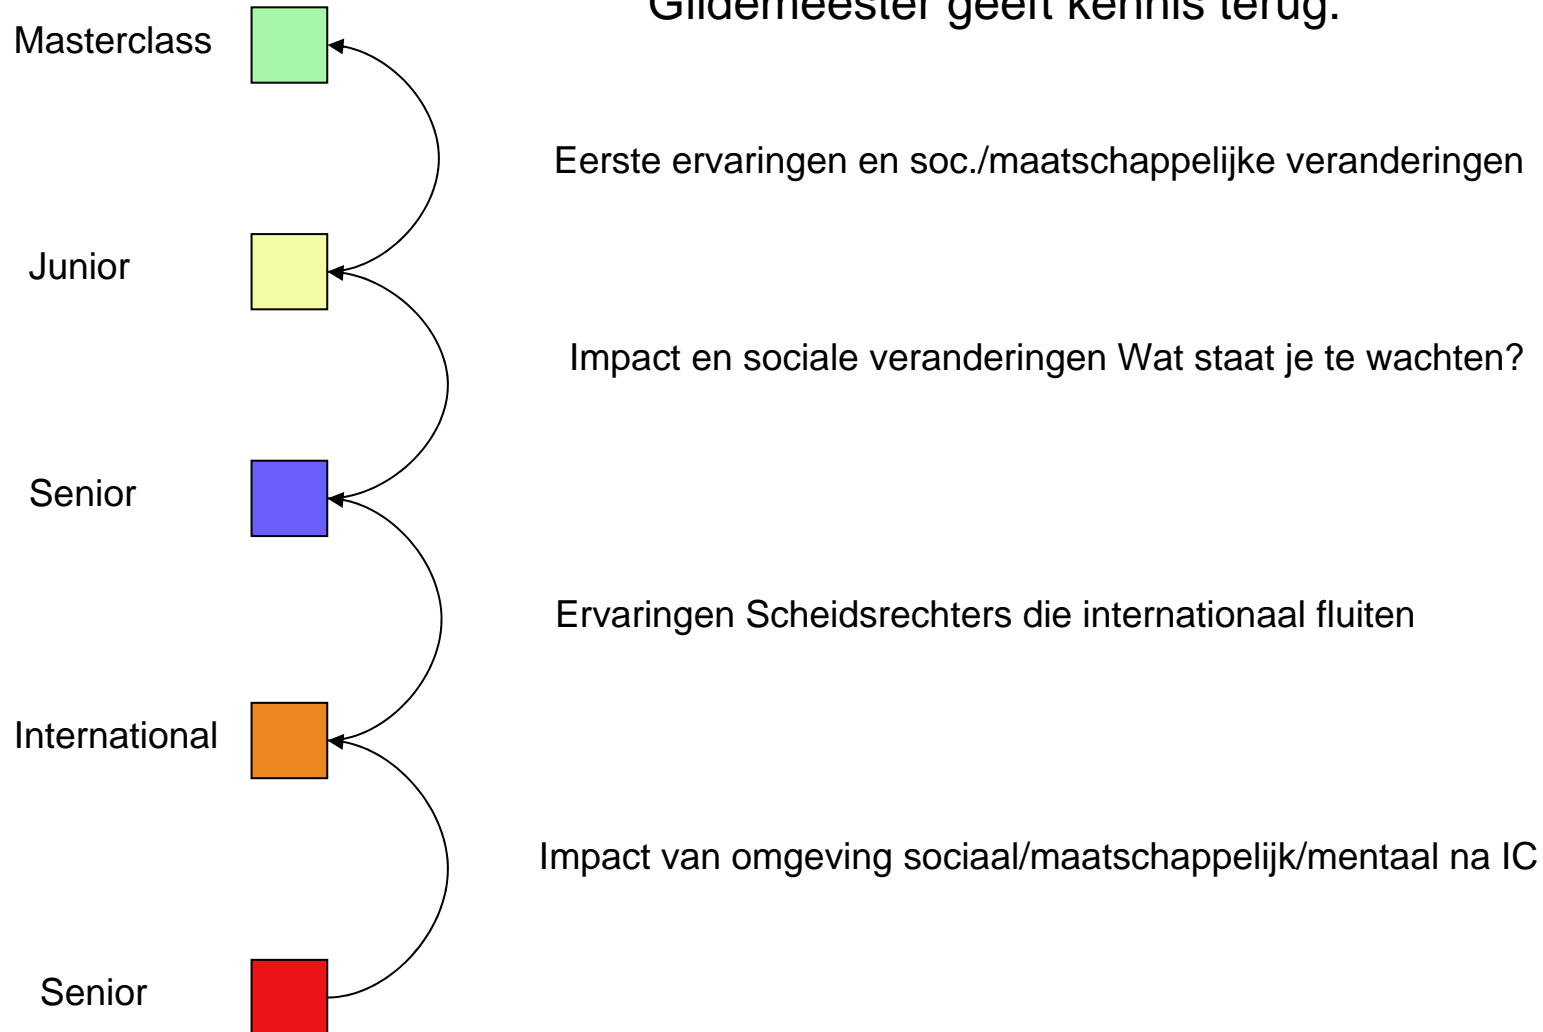 Gildemeester geeft kennis terug.
Masterclass
Eerste ervaringen en soc./maatschappelijke veranderingen
Junior
Impact en sociale veranderingen Wat staat je te wachten?
Senior
Ervaringen Scheidsrechters die internationaal fluiten
International
Impact van omgeving sociaal/maatschappelijk/mentaal na IC
Senior